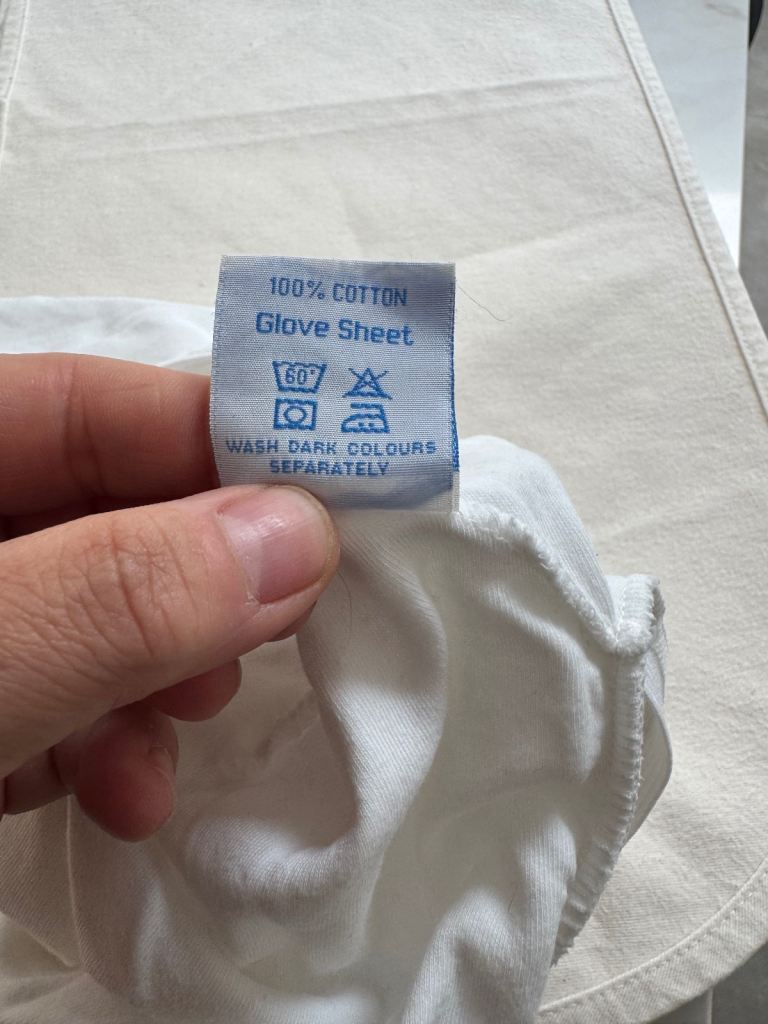 100% COTTON
Glove Sheet
60°
WASH DARK COLOURS
SEPARATELY